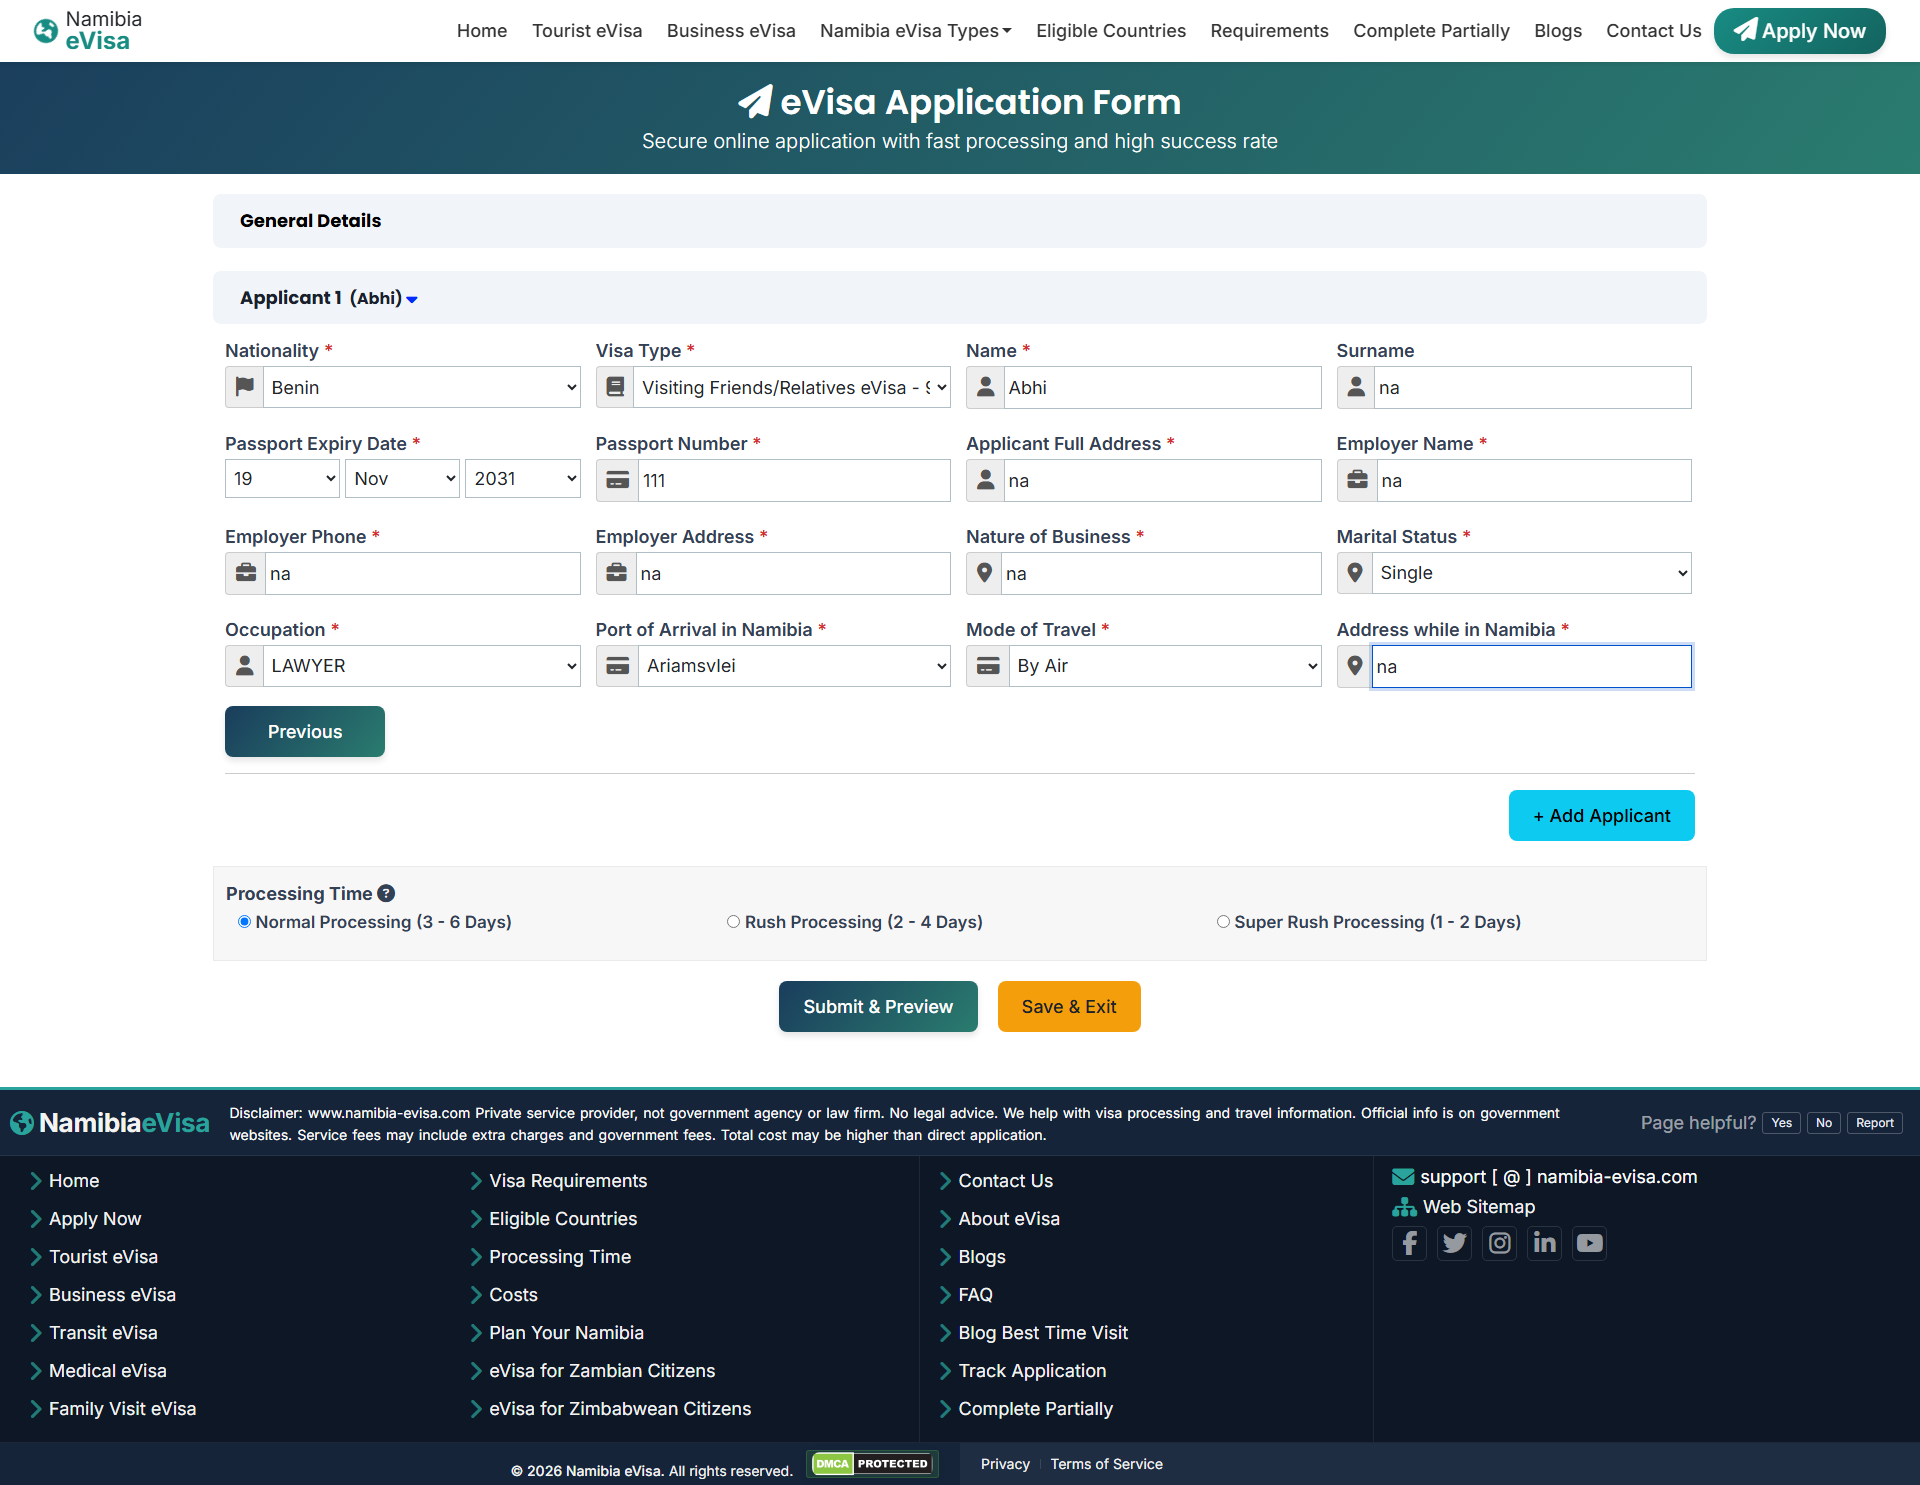 Namibia
eVisa
Home
Tourist eVisa
Business eVisa
Namibia eVisa Types
Eligible Countries
Requirements
Complete Partially
Blogs
Contact Us
Apply Now
eVisa Application Form
Secure online application with fast processing and high success rate
General Details
Applicant 1 (Abhi)
Nationality *
Visa Type *
Name *
Surname
Benin
Visiting Friends/Relatives eVisa -
Abhi
na
Passport Expiry Date *
Passport Number *
Applicant Full Address *
Employer Name *
19
Nov
2031
111
na
na
Employer Phone *
Employer Address *
Nature of Business *
Marital Status *
na
na
na
Single
Occupation *
Port of Arrival in Namibia *
Mode of Travel *
Address while in Namibia *
LAWYER
Ariamsvlei
By Air
na
Previous
+ Add Applicant
Processing Time ?
Normal Processing (3 - 6 Days)
Rush Processing (2 - 4 Days)
Super Rush Processing (1 - 2 Days)
Submit & Preview
Save & Exit
NamibiaeVisa
Disclaimer: www.namibia-evisa.com Private service provider, not government agency or law firm. No legal advice. We help with visa processing and travel information. Official info is on government
websites. Service fees may include extra charges and government fees. Total cost may be higher than direct application.
Page helpful?
Yes
No
Report
Home
Apply Now
Tourist eVisa
Business eVisa
Transit eVisa
Medical eVisa
Family Visit eVisa
Visa Requirements
Eligible Countries
Processing Time
Costs
Plan Your Namibia
eVisa for Zambian Citizens
eVisa for Zimbabwean Citizens
Contact Us
About eVisa
Blogs
FAQ
Blog Best Time Visit
Track Application
Complete Partially
support [ @ ] namibia-evisa.com
Web Sitemap
© 2026 Namibia eVisa. All rights reserved.
DMCA PROTECTED
Privacy
Terms of Service